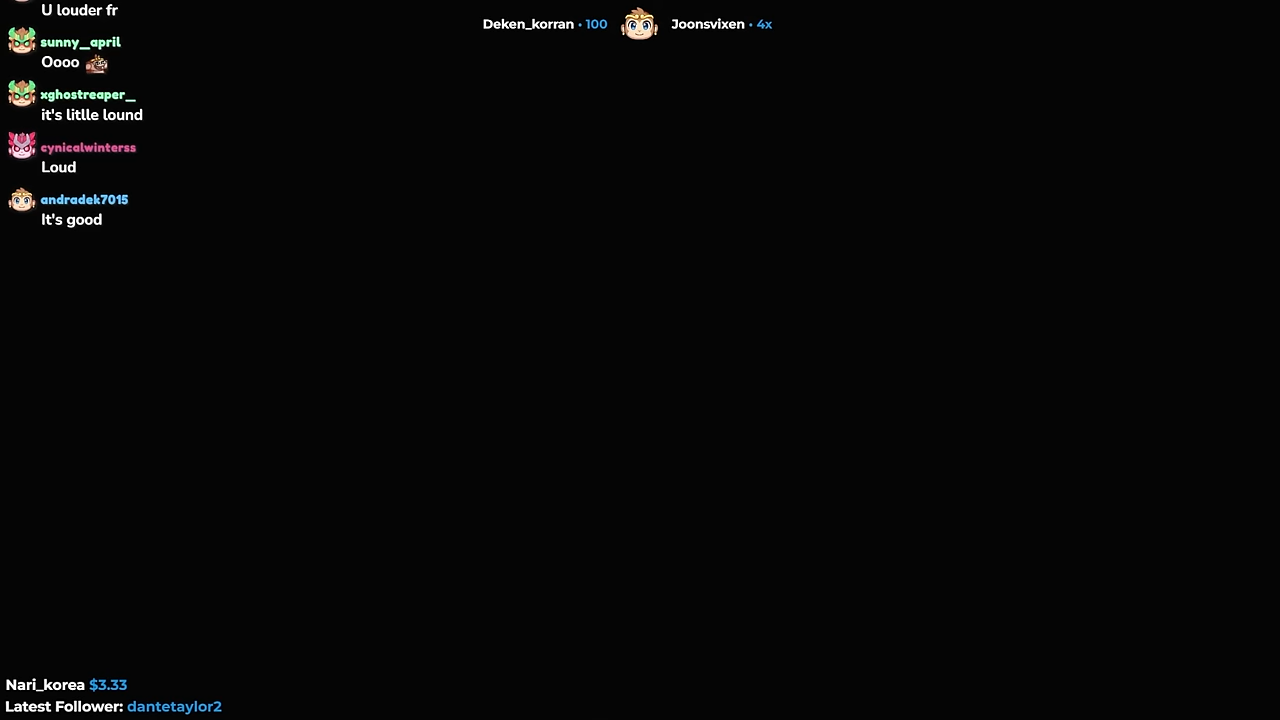 U louder fr
Deken_korran • 100 Joonsvixen • 4x
sunny__april
Oooo
xghostreaper__
it's litlle lound
cynicalwinterss
Loud
andradek7015
It's good
Nari_korea $3.33
Latest Follower: dantetaylor2